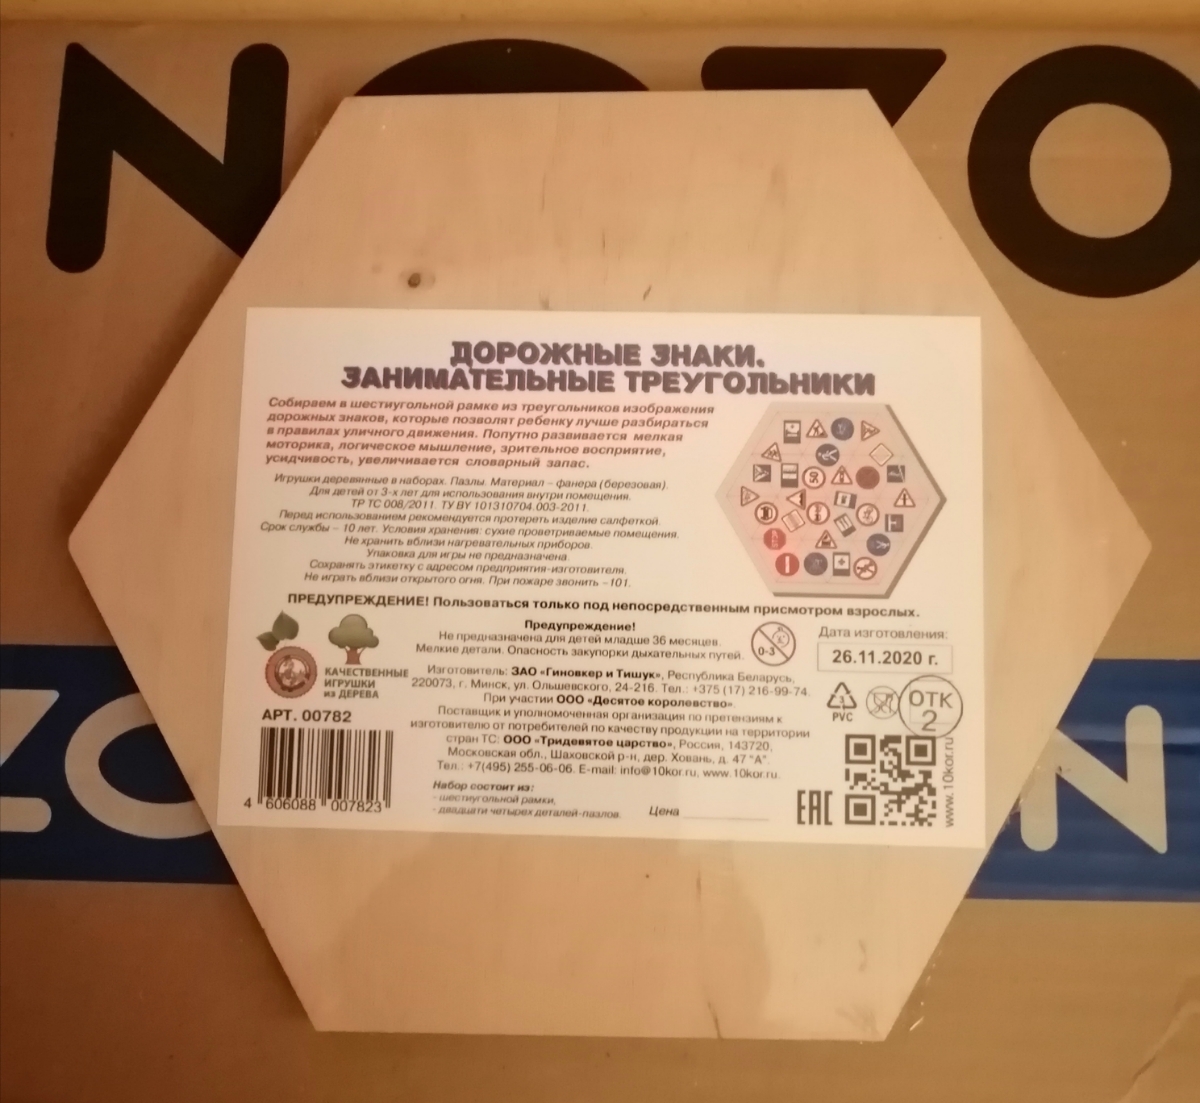 OZON
ДОРОЖНЫЕ ЗНАКИ.
ЗАНИМАТЕЛЬНЫЕ ТРЕУГОЛЬНИКИ
Собираем в шестиугольной рамке из треугольников изображения
дорожных знаков, которые позволят ребенку лучше разбираться
в правилах уличного движения. Попутно развивается мелкая
моторика, логическое мышление, зрительное восприятие,
усидчивость, увеличивается словарный запас.
Игрушки деревянные в наборах. Пазлы. Материал – фанера (березовая).
Для детей от 3-х лет для использования внутри помещения.
ТР ТС 008/2011. ТУ BY 101310704.003-2011.
Перед использованием рекомендуется протереть изделие салфеткой.
Срок службы – 10 лет. Условия хранения: сухие проветриваемые помещения.
Не хранить вблизи нагревательных приборов.
Упаковка для игры не предназначена.
Сохранять этикетку с адресом предприятия-изготовителя.
Не играть вблизи открытого огня. При пожаре звонить –101.
ПРЕДУПРЕЖДЕНИЕ! Пользоваться только под непосредственным присмотром взрослых.
Предупреждение!
Не предназначена для детей младше 36 месяцев.
Мелкие детали. Опасность закупорки дыхательных путей.
0-3
Дата изготовления:
26.11.2020 г.
КАЧЕСТВЕННЫЕ
ИГРУШКИ
из ДЕРЕВА
Изготовитель: ЗАО «Гиновкер и Тишук», Республика Беларусь,
220073, г. Минск, ул. Ольшевского, 24-216. Тел.: +375 (17) 216-99-74.
При участии ООО «Десятое королевство».
Поставщик и уполномоченная организация по претензиям к
изготовителю от потребителей по качеству продукции на территории
стран ТС: ООО «Тридевятое царство», Россия, 143720,
Московская обл., Шаховской р-н, дер. Ховань, д. 47 "А".
Тел.: +7(495) 255-06-06. E-mail: info@10kor.ru, www.10kor.ru.
3
PVC
ОТК
2
АРТ. 00782
4 606088 007823
Набор состоит из:
- шестиугольной рамки,
- двадцати четырех деталей-пазлов.
Цена
EAC
www.10kor.ru